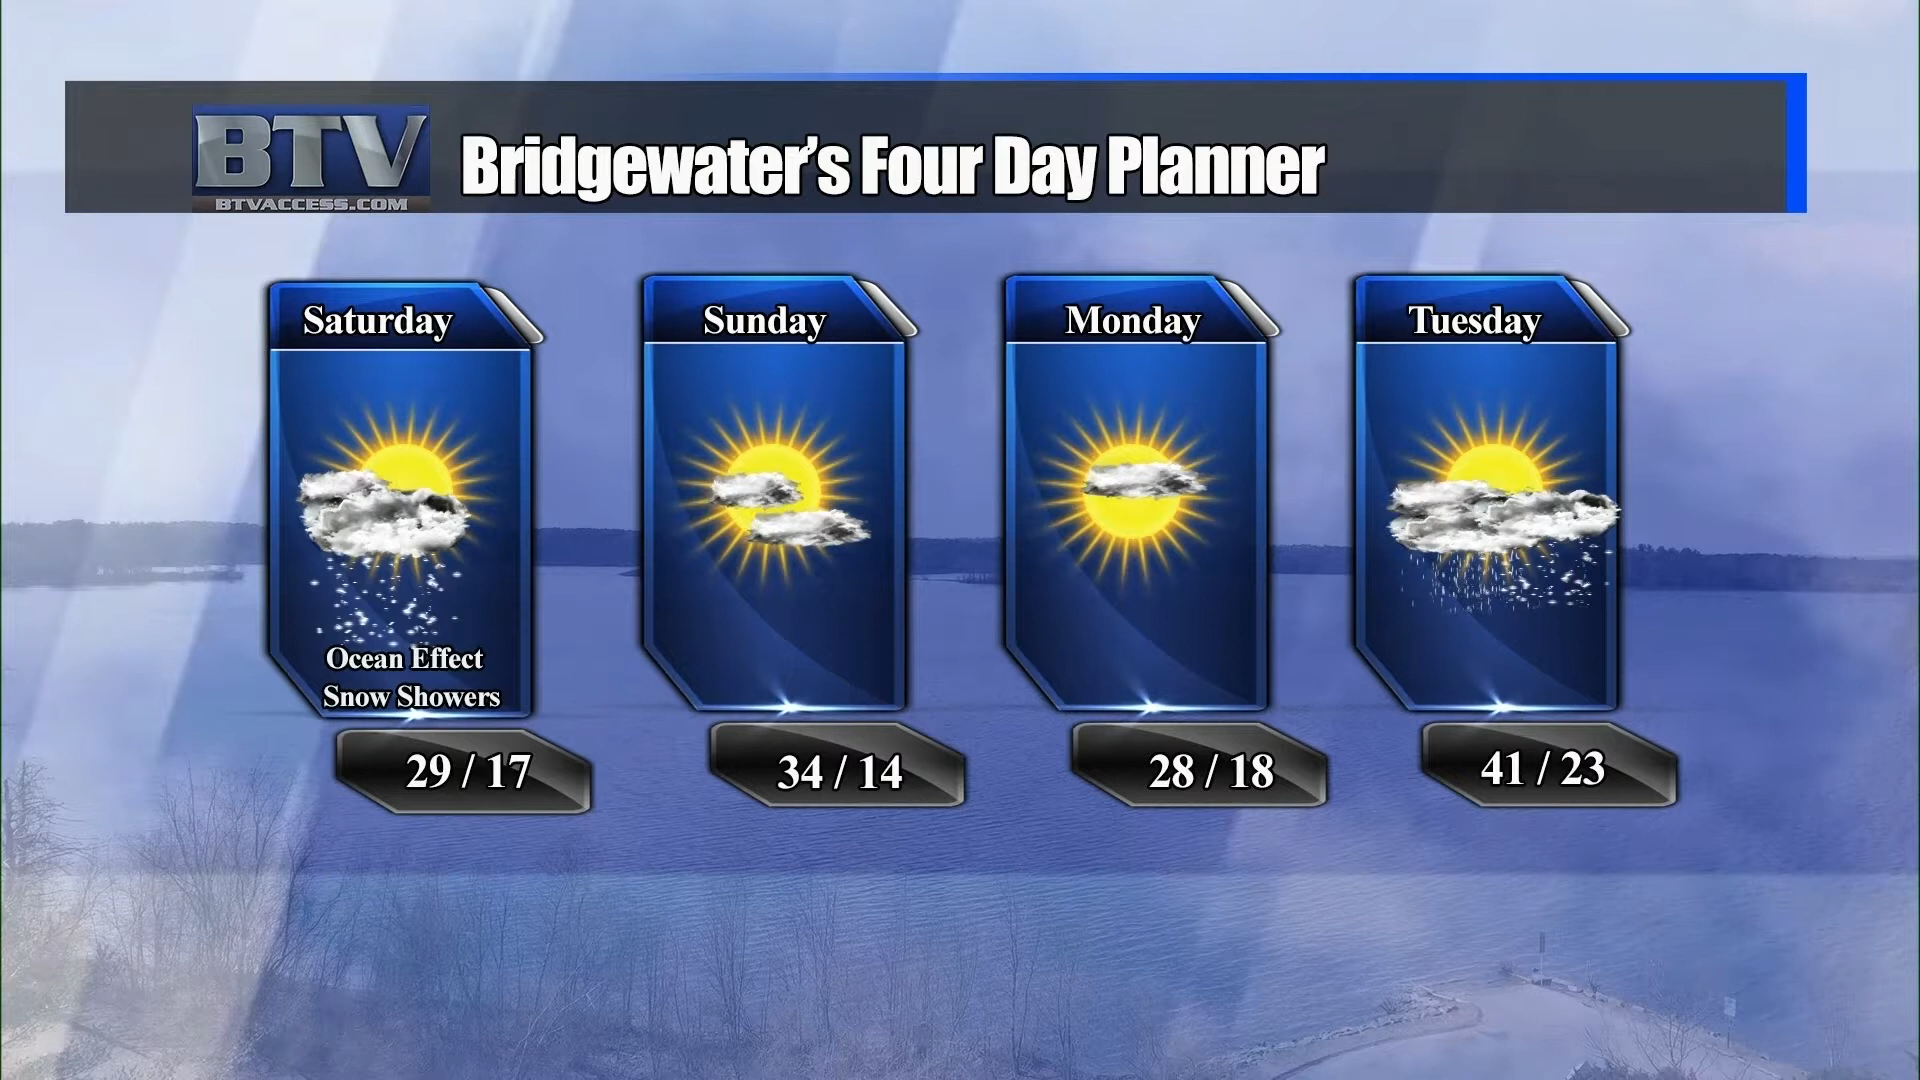 BTV
BTVACCESS.COM
Bridgewater's Four Day Planner
Saturday
Ocean Effect
Snow Showers
29 / 17
Sunday
34 / 14
Monday
28 / 18
Tuesday
41 / 23